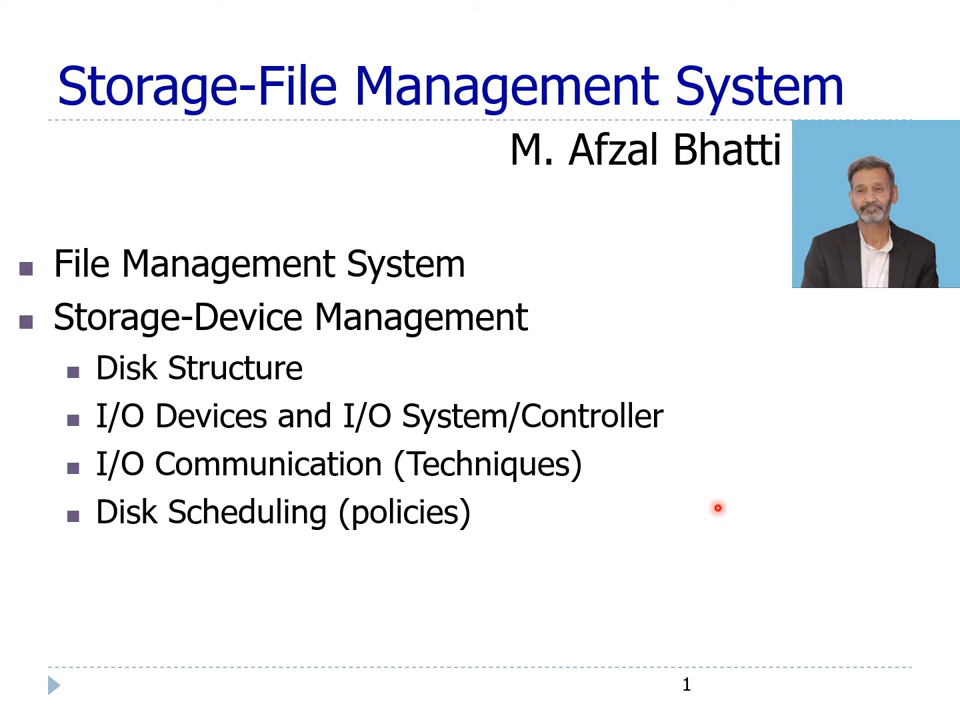 Storage-File Management System
M. Afzal Bhatti
File Management System
Storage-Device Management
Disk Structure
I/O Devices and I/O System/Controller
I/O Communication (Techniques)
Disk Scheduling (policies)
1